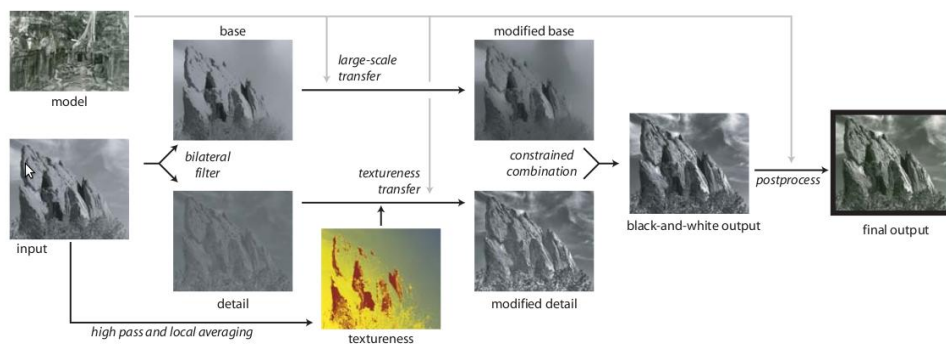 base
modified base
large-scale
transfer
model
bilateral
filter
textureness
transfer
constrained
combination
postprocess
input
black-and-white output
final output
detail
modified detail
high pass and local averaging
textureness